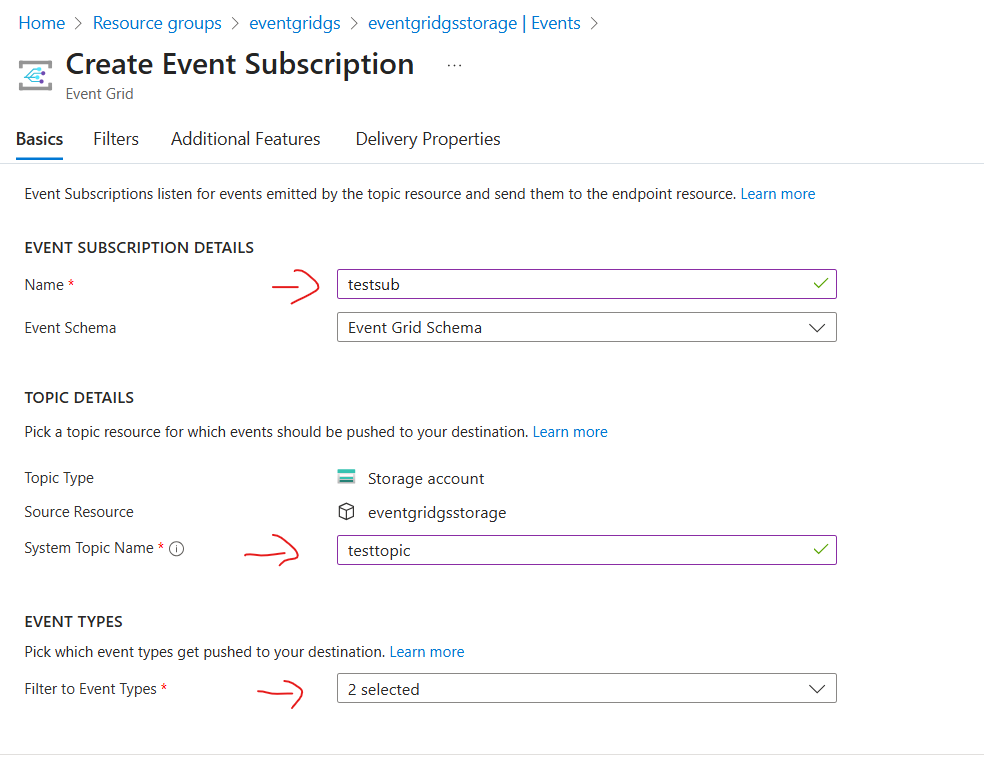 Home > Resource groups > eventgridgs > eventgridgsstorage | Events >
Create Event Subscription ...
Event Grid
Basics Filters Additional Features Delivery Properties
Event Subscriptions listen for events emitted by the topic resource and send them to the endpoint resource. Learn more
EVENT SUBSCRIPTION DETAILS
Name * testsub
Event Schema Event Grid Schema
TOPIC DETAILS
Pick a topic resource for which events should be pushed to your destination. Learn more
Topic Type Storage account
Source Resource eventgridgsstorage
System Topic Name * testtopic
EVENT TYPES
Pick which event types get pushed to your destination. Learn more
Filter to Event Types * 2 selected